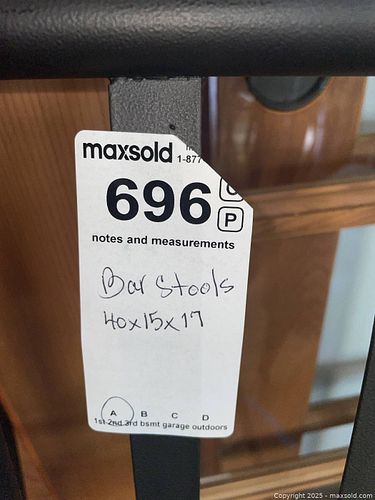 maxsold
1-877
696
P
notes and measurements
Bar Stools
40x15x17
A B C D
1st 2nd 3rd bsmt garage outdoors
Copyright 2025 - maxsold.com